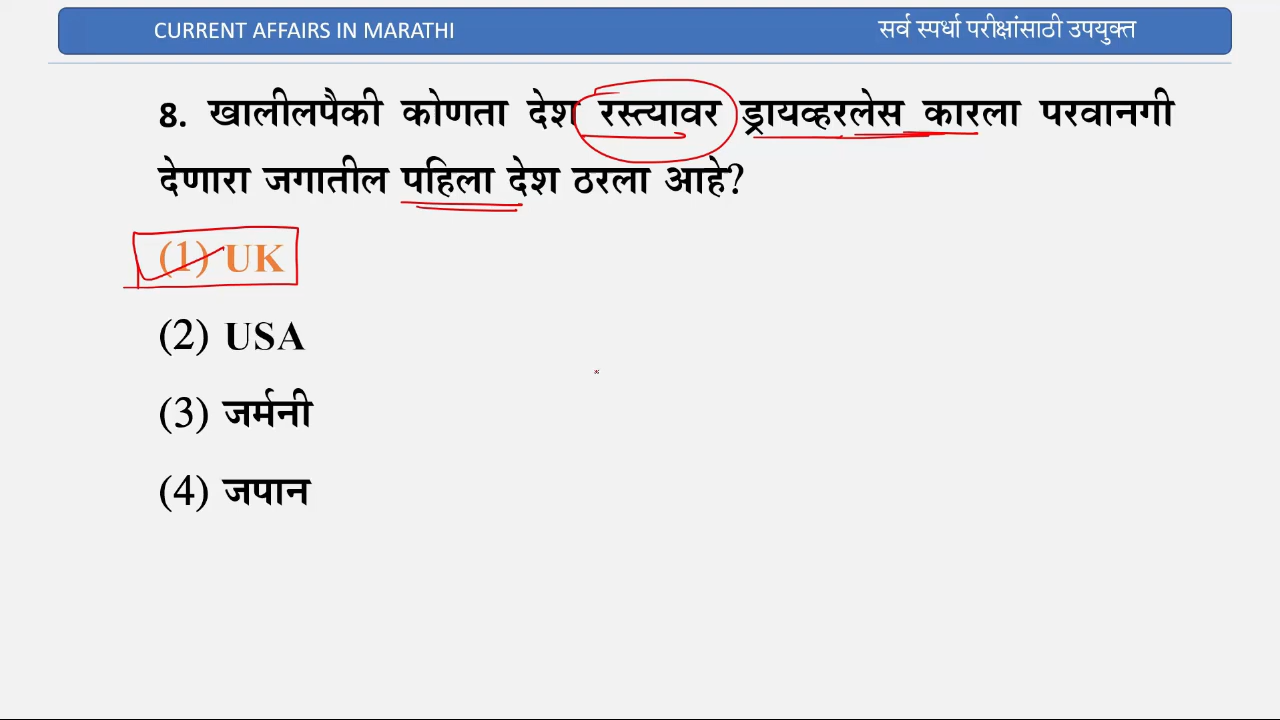 CURRENT AFFAIRS IN MARATHI सर्व स्पर्धा परीक्षांसाठी उपयुक्त
8. खालीलपैकी कोणता देश रस्त्यावर ड्रायव्हरलेस कारला परवानगी
देणारा जगातील पहिला देश ठरला आहे?
(1) UK
(2) USA
(3) जर्मनी
(4) जपान